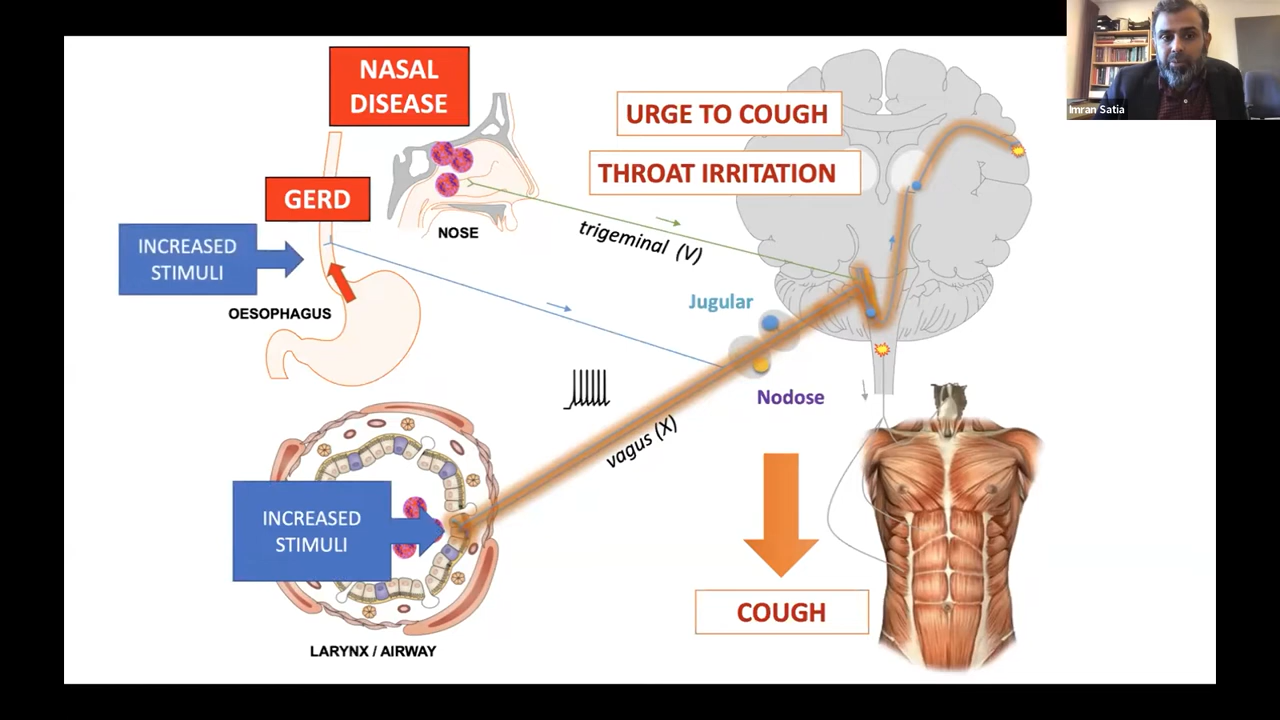 NASAL
DISEASE
GERD
INCREASED
STIMULI
OESOPHAGUS
NOSE
URGE TO COUGH
THROAT IRRITATION
trigeminal (V)
Jugular
Nodose
vagus (X)
INCREASED
STIMULI
LARYNX / AIRWAY
COUGH
Imran Satia